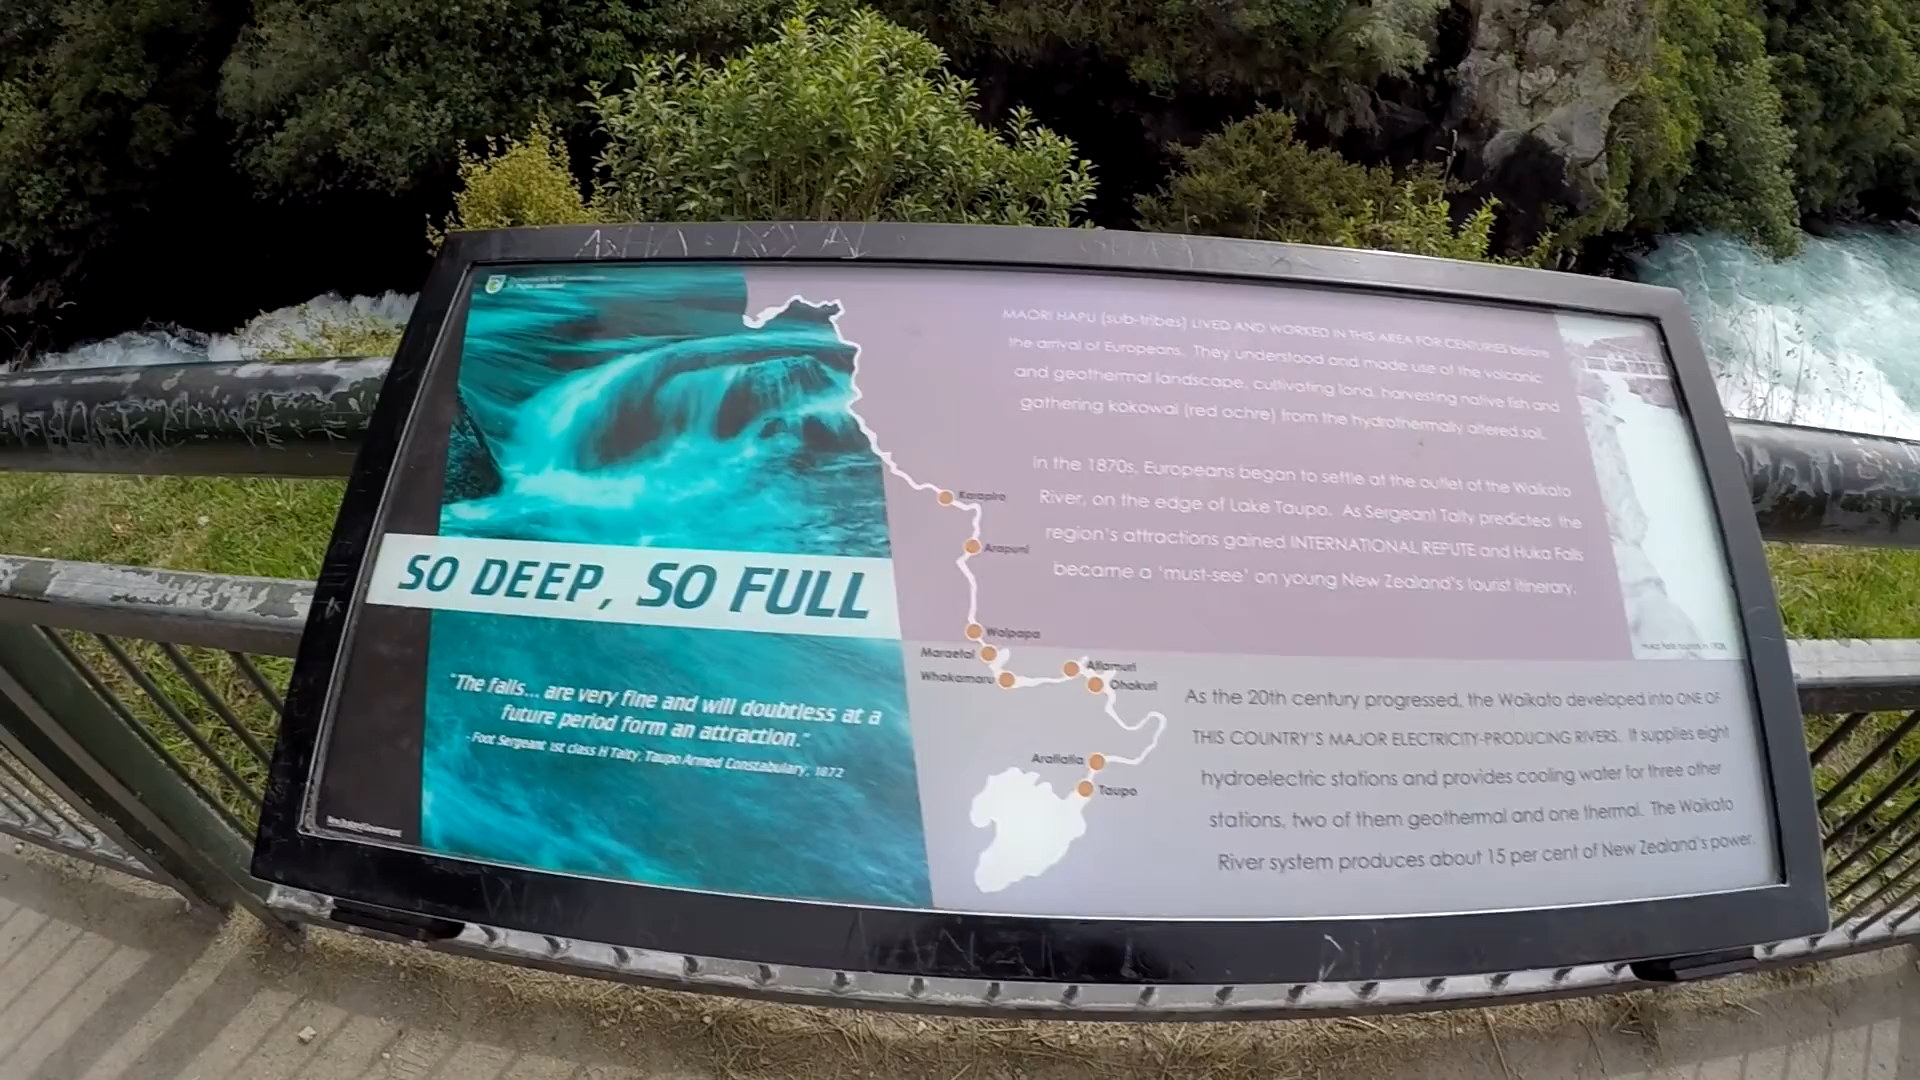 SO DEEP, SO FULL
"The falls... are very fine and will doubtless at a
future period form an attraction."
- Foot Sergeant 1st class H Talty, Taupo Armed Constabulary, 1872
New Zealand Government
MAORI HAPU (sub-tribes) LIVED AND WORKED IN THIS AREA FOR CENTURIES before
the arrival of Europeans. They understood and made use of the volcanic
and geothermal landscape, cultivating land, harvesting native fish and
gathering kokowai (red ochre) from the hydrothermally altered soil.
In the 1870s, Europeans began to settle at the outlet of the Waikato
River, on the edge of Lake Taupo. As Sergeant Talty predicted the
region's attractions gained INTERNATIONAL REPUTE and Huka Falls
became a 'must-see' on young New Zealand's tourist itinerary.
Karapiro
Arapuni
Waipapa
Maraetai
Whakamaru
Atiamuri
Ohakuri
Aratiatia
Taupo
As the 20th century progressed, the Waikato developed into ONE OF
THIS COUNTRY'S MAJOR ELECTRICITY-PRODUCING RIVERS. It supplies eight
hydroelectric stations and provides cooling water for three other
stations, two of them geothermal and one thermal. The Waikato
River system produces about 15 per cent of New Zealand's power.